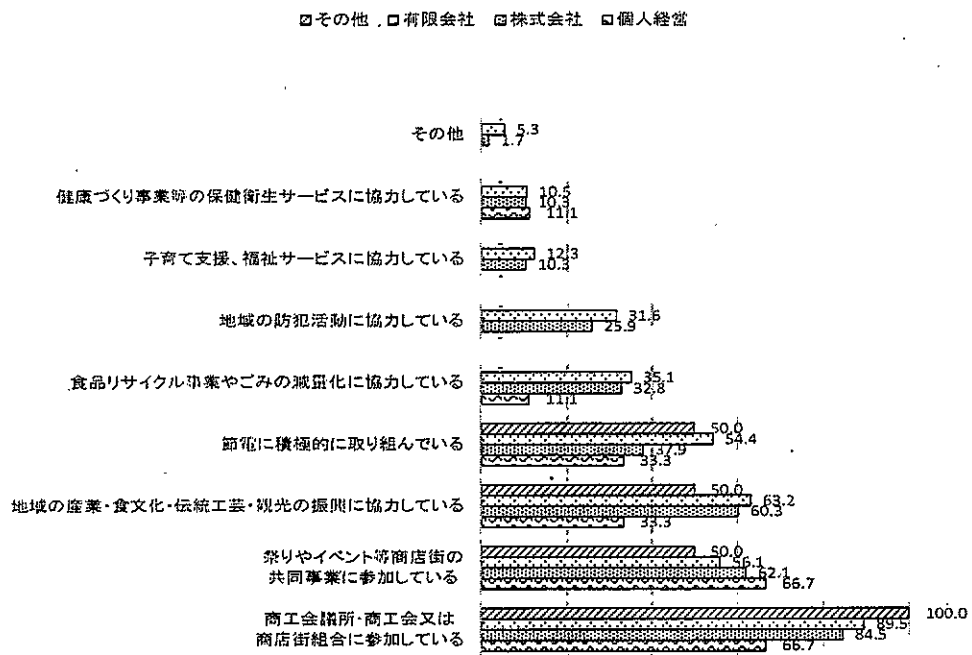 その他 有限会社 株式会社 個人経営
その他
5.3
1.7
健康づくり事業等の保健衛生サービスに協力している
10.5
10.3
11.1
子育て支援、福祉サービスに協力している
12.3
10.3
地域の防犯活動に協力している
31.6
25.9
食品リサイクル事業やごみの減量化に協力している
35.1
32.8
11.1
節電に積極的に取り組んでいる
50.0
54.4
37.9
33.3
地域の産業・食文化・伝統工芸・観光の振興に協力している
50.0
63.2
60.3
33.3
祭りやイベント等商店街の
共同事業に参加している
50.0
56.1
62.1
66.7
商工会議所・商工会又は
商店街組合に参加している
100.0
89.5
84.5
66.7